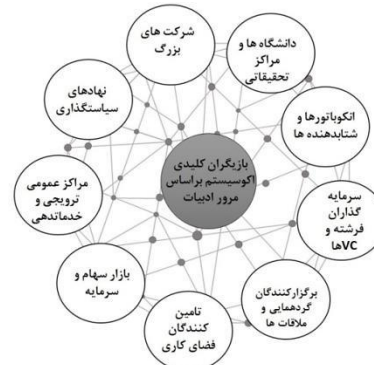 شرکت های
بزرگ
دانشگاه ها و
مراکز
تحقیقاتی
انکوباتورها و
شتابدهنده ها
سرمایه
گذاران
فرشته و
VCها
برگزارکنندگان
گردهمایی و
ملاقات ها
تامین
کنندگان
فضای کاری
بازار سهام و
سرمایه
مراکز عمومی
ترویجی و
خدماتدهی
نهادهای
سیاستگذاری
بازیگران کلیدی
اکوسیستم براساس
مرور ادبیات